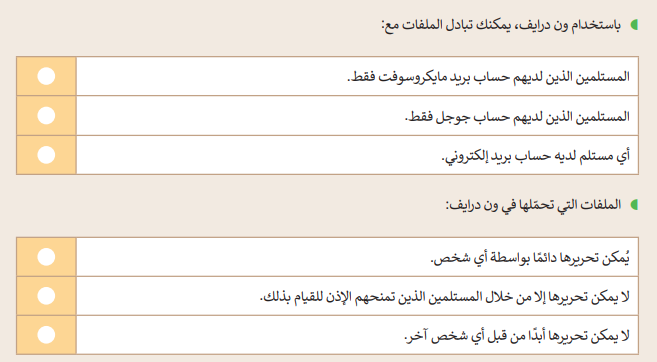 باستخدام ون درايف، يمكنك تبادل الملفات مع:
المستلمين الذين لديهم حساب بريد مايكروسوفت فقط.
المستلمين الذين لديهم حساب جوجل فقط.
أي مستلم لديه حساب بريد إلكتروني.
الملفات التي تحمّلها في ون درايف:
يُمكن تحريرها دائمًا بواسطة أي شخص.
لا يمكن تحريرها إلا من خلال المستلمين الذين تمنحهم الإذن للقيام بذلك.
لا يمكن تحريرها أبدًا من قبل أي شخص آخر.